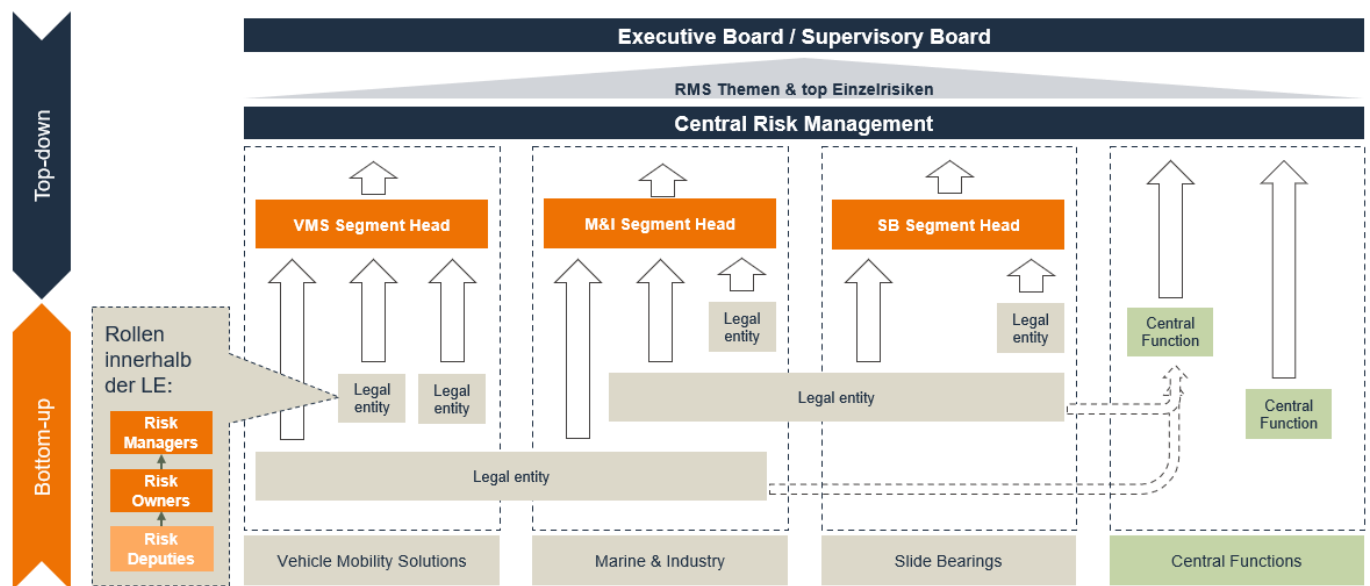 Executive Board / Supervisory Board
RMS Themen & top Einzelrisiken
Central Risk Management
Top-down
VMS Segment Head
M&I Segment Head
SB Segment Head
Legal
entity
Legal
entity
Central
Function
Bottom-up
Rollen
innerhalb
der LE:
Risk
Managers
Risk
Owners
Risk
Deputies
Legal
entity
Legal
entity
Legal entity
Central
Function
Legal entity
Vehicle Mobility Solutions
Marine & Industry
Slide Bearings
Central Functions